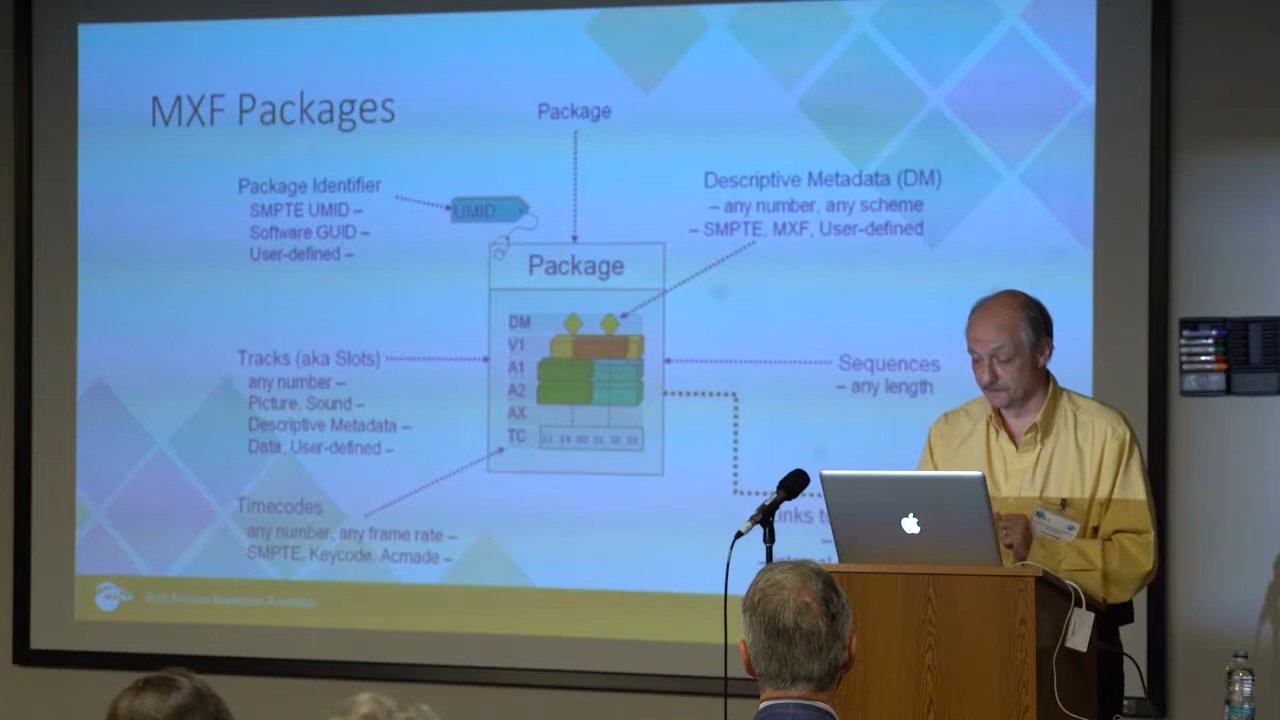 MXF Packages
Package
Package Identifier
SMPTE UMID –
Software GUID –
User-defined –
UMID
Descriptive Metadata (DM)
– any number, any scheme
– SMPTE, MXF, User-defined
Package
DM
V1
A1
A2
AX
TC
Tracks (aka Slots)
any number –
Picture, Sound –
Descriptive Metadata –
Data, User-defined –
Sequences
– any length
Timecodes
any number, any frame rate –
SMPTE, Keycode, Acmade –